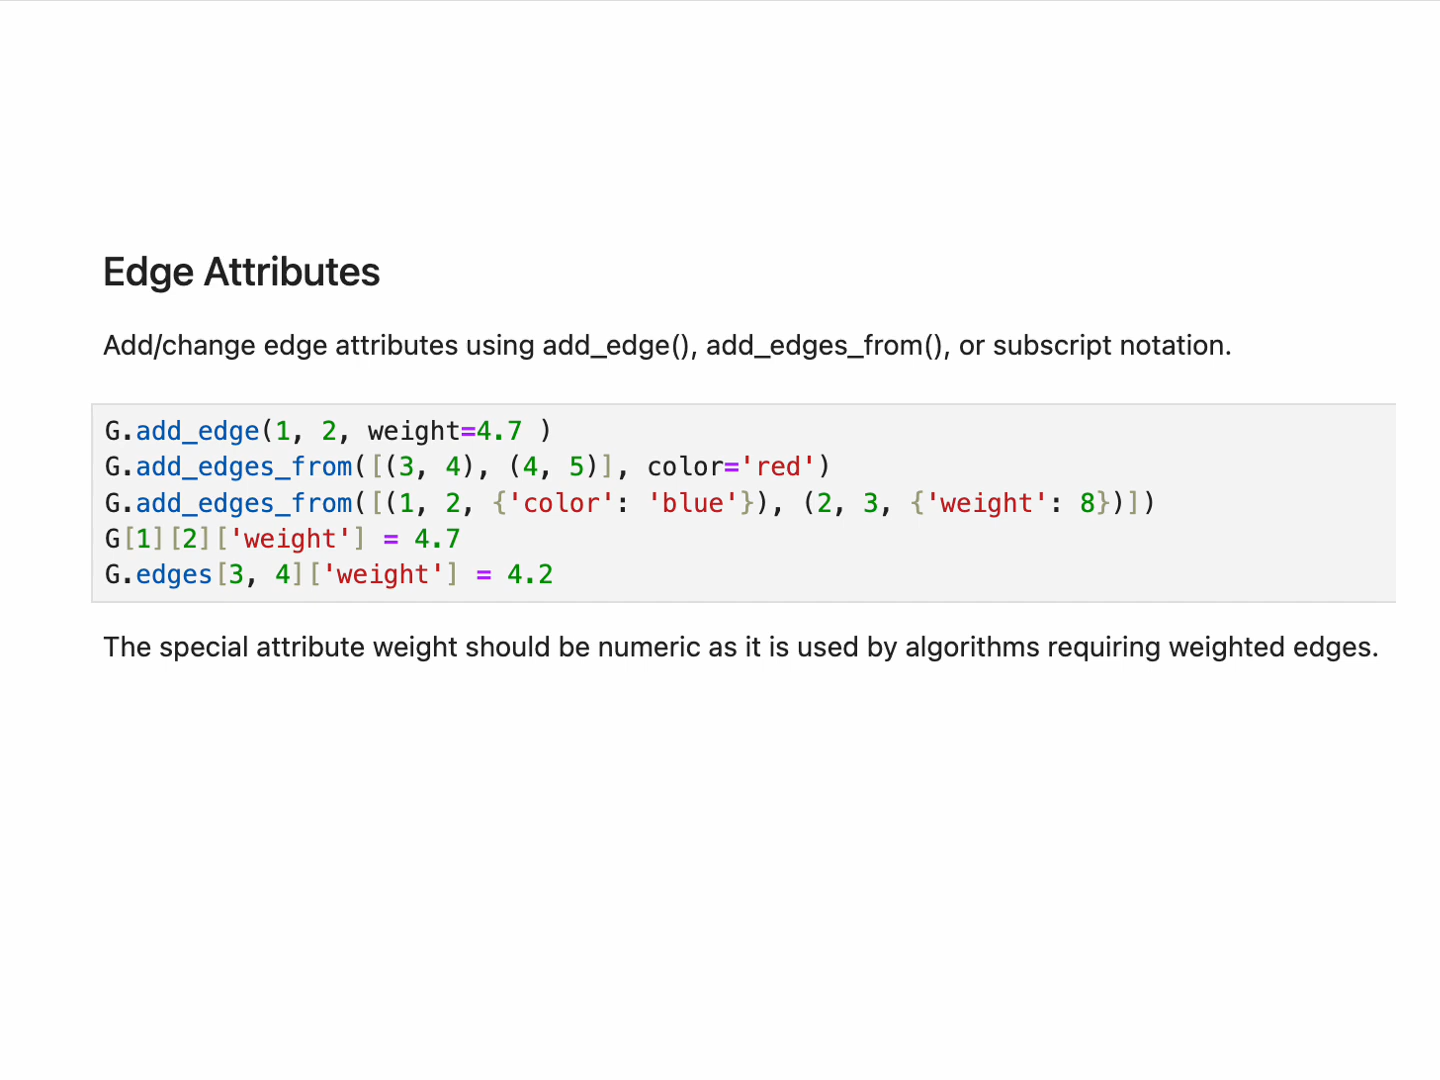 Edge Attributes
Add/change edge attributes using add_edge(), add_edges_from(), or subscript notation.
G.add_edge(1, 2, weight=4.7 )
G.add_edges_from([(3, 4), (4, 5)], color='red')
G.add_edges_from([(1, 2, {'color': 'blue'}), (2, 3, {'weight': 8})])
G[1][2]['weight'] = 4.7
G.edges[3, 4]['weight'] = 4.2
The special attribute weight should be numeric as it is used by algorithms requiring weighted edges.